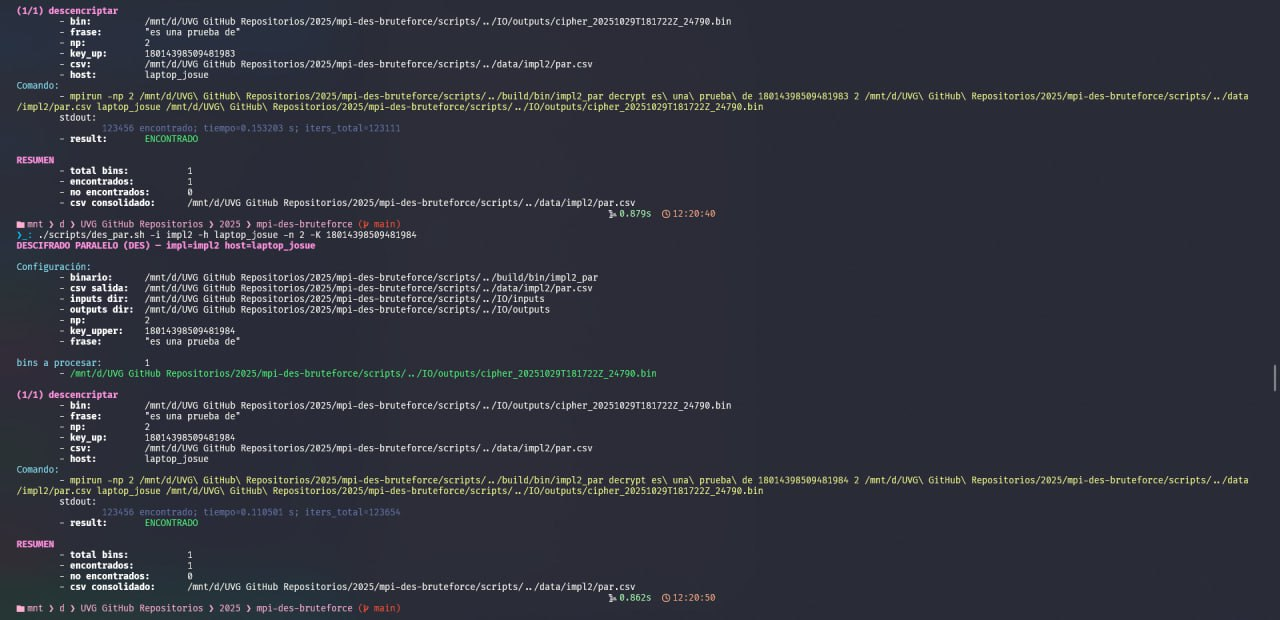 (1/1) descencriptar
- bin: /mnt/d/UVG GitHub Repositorios/2025/mpi-des-bruteforce/scripts/../IO/outputs/cipher_20251029T181722Z_24790.bin
- frase: "es una prueba de"
- np: 2
- key_up: 18014398509481983
- csv: /mnt/d/UVG GitHub Repositorios/2025/mpi-des-bruteforce/scripts/../data/impl2/par.csv
- host: laptop_josue
Comando:
- mpirun -np 2 /mnt/d/UVG\ GitHub\ Repositorios/2025/mpi-des-bruteforce/scripts/../build/bin/impl2_par decrypt es\ una\ prueba\ de 18014398509481983 2 /mnt/d/UVG\ GitHub\ Repositorios/2025/mpi-des-bruteforce/scripts/../data
/impl2/par.csv laptop_josue /mnt/d/UVG\ GitHub\ Repositorios/2025/mpi-des-bruteforce/scripts/../IO/outputs/cipher_20251029T181722Z_24790.bin
stdout:
123456 encontrado; tiempo=0.153203 s; iters_total=123111
- result: ENCONTRADO
RESUMEN
- total bins: 1
- encontrados: 1
- no encontrados: 0
- csv consolidado: /mnt/d/UVG GitHub Repositorios/2025/mpi-des-bruteforce/scripts/../data/impl2/par.csv
0.879s 12:20:40
mnt ❯ d ❯ UVG GitHub Repositorios ❯ 2025 ❯ mpi-des-bruteforce ( main)
❯_: ./scripts/des_par.sh -i impl2 -h laptop_josue -n 2 -K 18014398509481984
DESCIFRADO PARALELO (DES) — impl=impl2 host=laptop_josue
Configuración:
- binario: /mnt/d/UVG GitHub Repositorios/2025/mpi-des-bruteforce/scripts/../build/bin/impl2_par
- csv salida: /mnt/d/UVG GitHub Repositorios/2025/mpi-des-bruteforce/scripts/../data/impl2/par.csv
- inputs dir: /mnt/d/UVG GitHub Repositorios/2025/mpi-des-bruteforce/scripts/../IO/inputs
- outputs dir: /mnt/d/UVG GitHub Repositorios/2025/mpi-des-bruteforce/scripts/../IO/outputs
- np: 2
- key_upper: 18014398509481984
- frase: "es una prueba de"
bins a procesar: 1
- /mnt/d/UVG GitHub Repositorios/2025/mpi-des-bruteforce/scripts/../IO/outputs/cipher_20251029T181722Z_24790.bin
(1/1) descencriptar
- bin: /mnt/d/UVG GitHub Repositorios/2025/mpi-des-bruteforce/scripts/../IO/outputs/cipher_20251029T181722Z_24790.bin
- frase: "es una prueba de"
- np: 2
- key_up: 18014398509481984
- csv: /mnt/d/UVG GitHub Repositorios/2025/mpi-des-bruteforce/scripts/../data/impl2/par.csv
- host: laptop_josue
Comando:
- mpirun -np 2 /mnt/d/UVG\ GitHub\ Repositorios/2025/mpi-des-bruteforce/scripts/../build/bin/impl2_par decrypt es\ una\ prueba\ de 18014398509481984 2 /mnt/d/UVG\ GitHub\ Repositorios/2025/mpi-des-bruteforce/scripts/../data
/impl2/par.csv laptop_josue /mnt/d/UVG\ GitHub\ Repositorios/2025/mpi-des-bruteforce/scripts/../IO/outputs/cipher_20251029T181722Z_24790.bin
stdout:
123456 encontrado; tiempo=0.110501 s; iters_total=123654
- result: ENCONTRADO
RESUMEN
- total bins: 1
- encontrados: 1
- no encontrados: 0
- csv consolidado: /mnt/d/UVG GitHub Repositorios/2025/mpi-des-bruteforce/scripts/../data/impl2/par.csv
0.862s 12:20:50
mnt ❯ d ❯ UVG GitHub Repositorios ❯ 2025 ❯ mpi-des-bruteforce ( main)